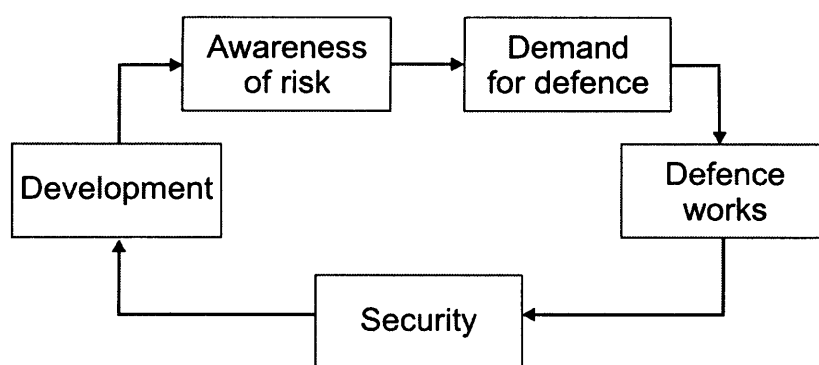 Awareness
of risk
Demand
for defence
Development
Defence
works
Security